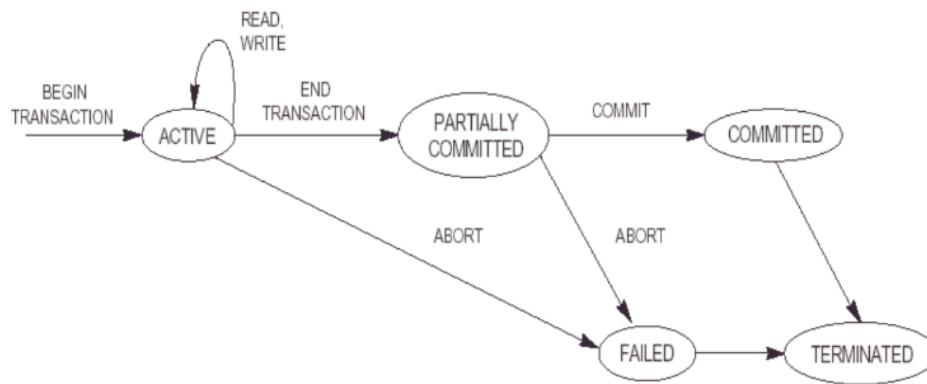 READ,
WRITE
BEGIN
TRANSACTION
END
TRANSACTION
ACTIVE
PARTIALLY
COMMITTED
COMMIT
COMMITTED
ABORT
ABORT
FAILED
TERMINATED